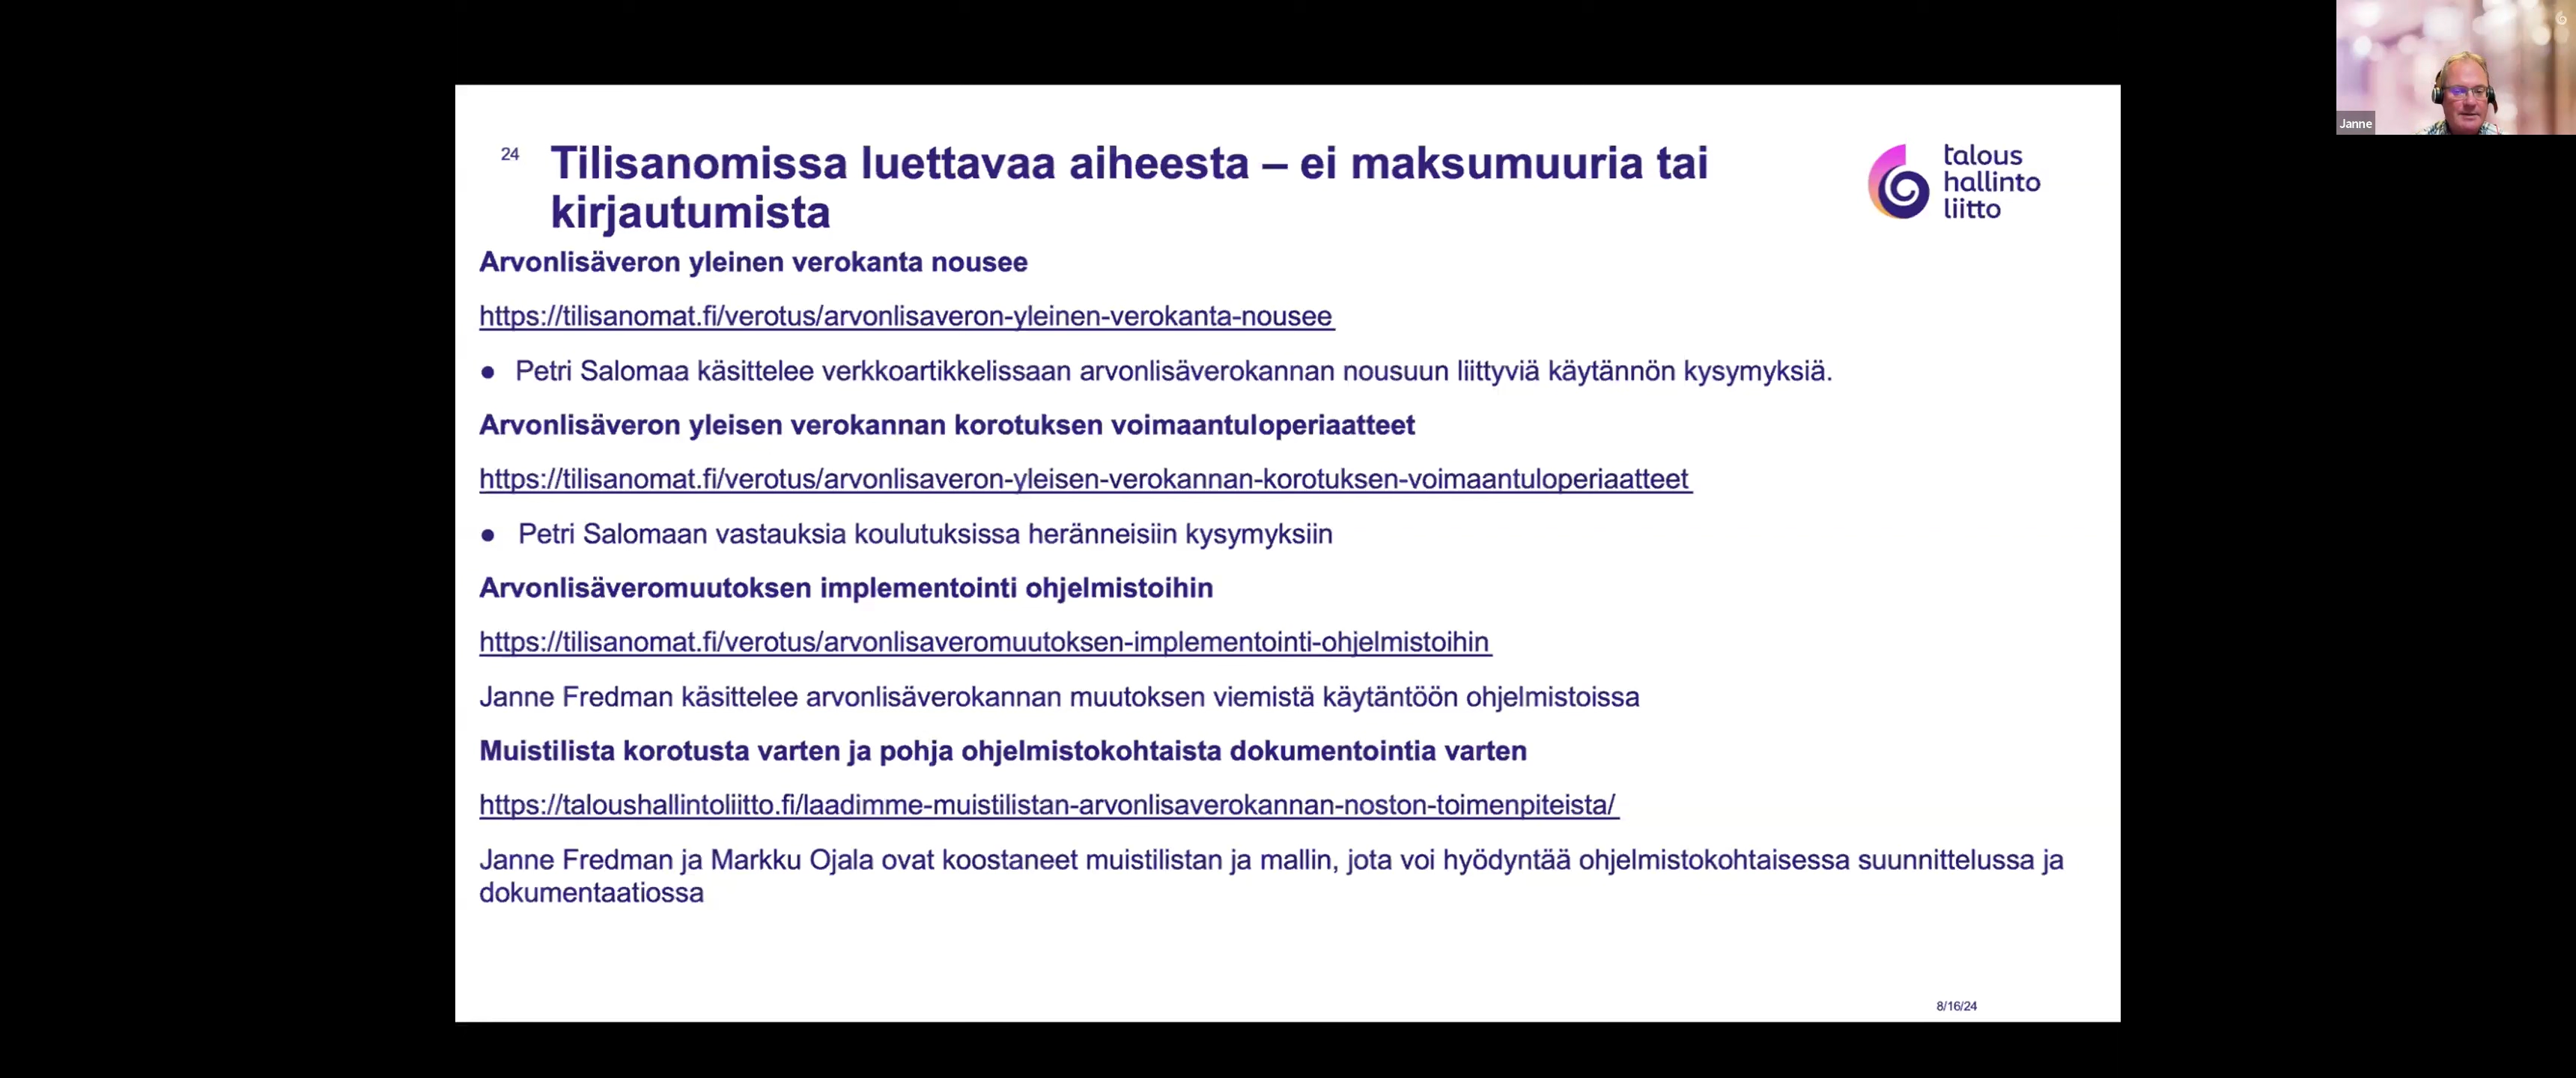 Janne
24
Tilisanomissa luettavaa aiheesta – ei maksumuuria tai
kirjautumista
talous
hallinto
liitto
Arvonlisäveron yleinen verokanta nousee
https://tilisanomat.fi/verotus/arvonlisaveron-yleinen-verokanta-nousee
● Petri Salomaa käsittelee verkkoartikkelissaan arvonlisäverokannan nousuun liittyviä käytännön kysymyksiä.
Arvonlisäveron yleisen verokannan korotuksen voimaantuloperiaatteet
https://tilisanomat.fi/verotus/arvonlisaveron-yleisen-verokannan-korotuksen-voimaantuloperiaatteet
● Petri Salomaan vastauksia koulutuksissa heränneisiin kysymyksiin
Arvonlisäveromuutoksen implementointi ohjelmistoihin
https://tilisanomat.fi/verotus/arvonlisaveromuutoksen-implementointi-ohjelmistoihin
Janne Fredman käsittelee arvonlisäverokannan muutoksen viemistä käytäntöön ohjelmistoissa
Muistilista korotusta varten ja pohja ohjelmistokohtaista dokumentointia varten
https://taloushallintoliitto.fi/laadimme-muistilistan-arvonlisaverokannan-noston-toimenpiteista/
Janne Fredman ja Markku Ojala ovat koostaneet muistilistan ja mallin, jota voi hyödyntää ohjelmistokohtaisessa suunnittelussa ja
dokumentaatiossa
8/16/24